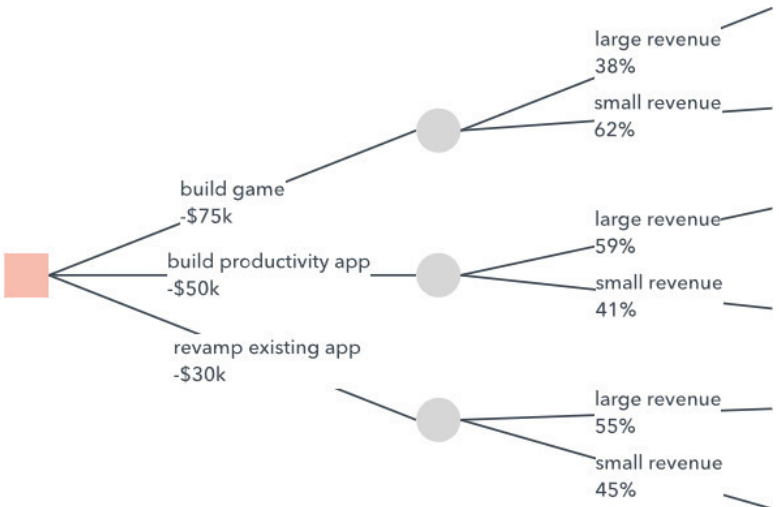 large revenue
38%
small revenue
62%
build game
-$75k
large revenue
59%
build productivity app
-$50k
small revenue
41%
revamp existing app
-$30k
large revenue
55%
small revenue
45%